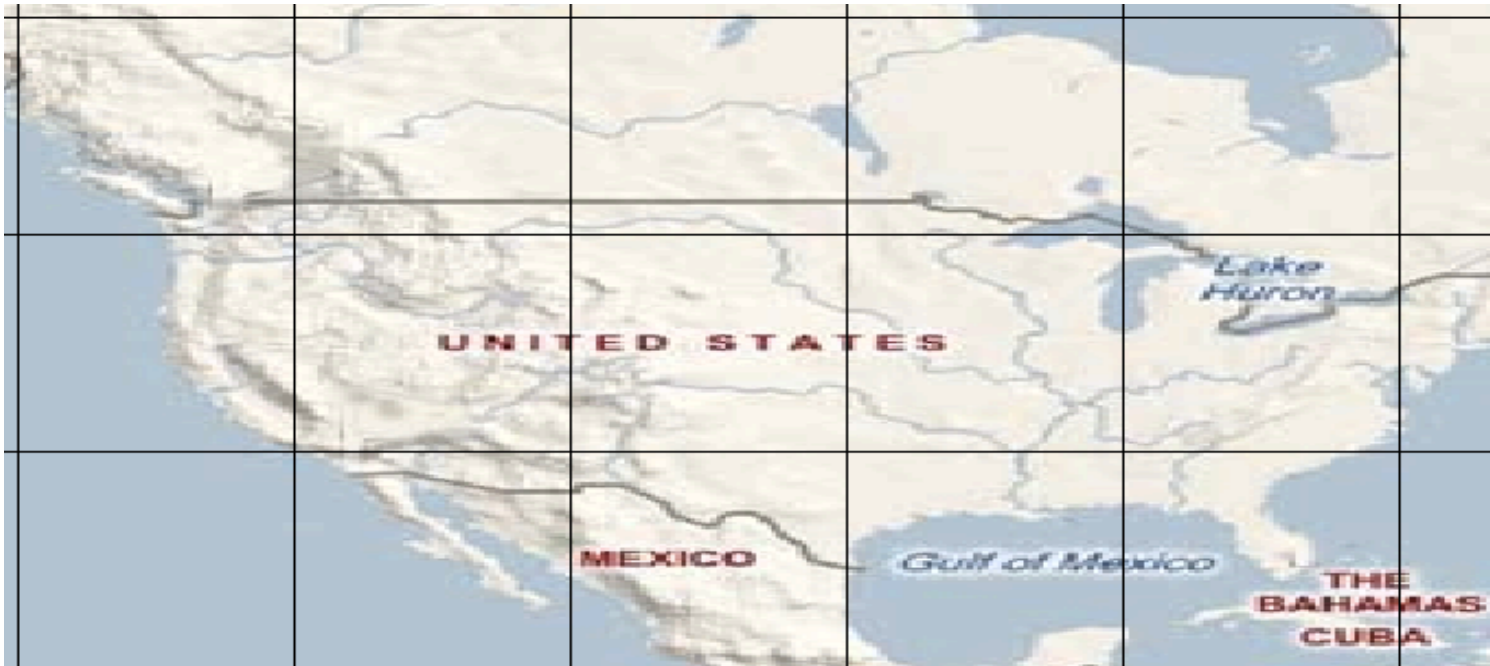 Lake
Huron
UNITED STATES
MEXICO
Gulf of Mexico
THE
BAHAMAS
CUBA